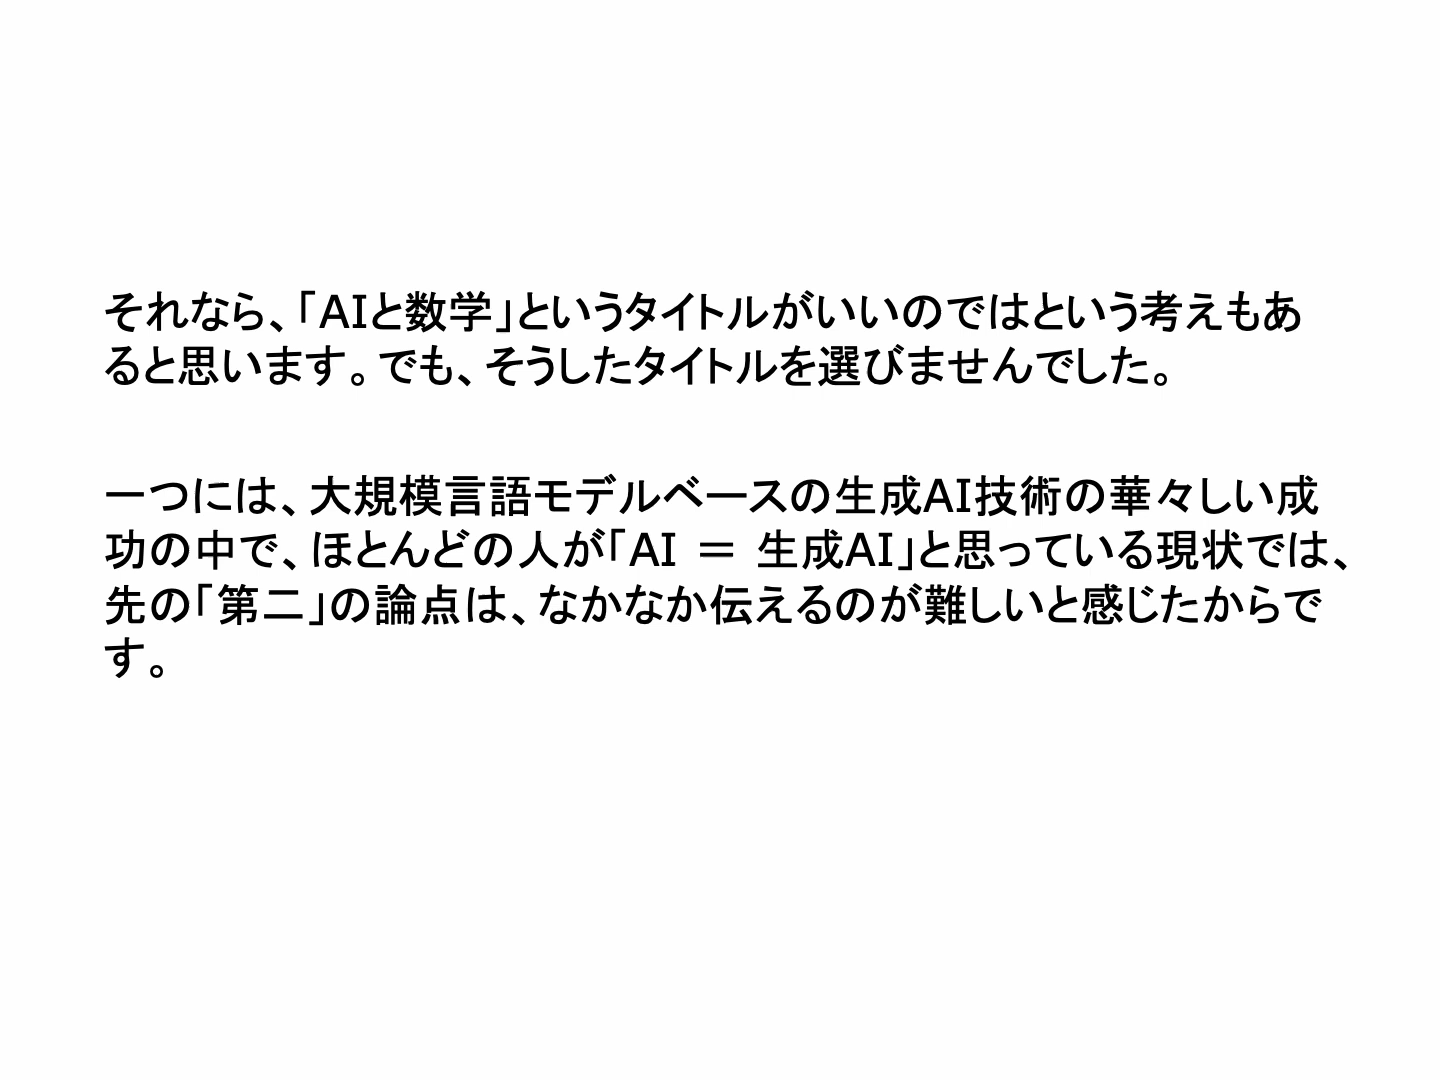 それなら、「AIと数学」というタイトルがいいのではという考えもあ
ると思います。でも、そうしたタイトルを選びませんでした。
一つには、大規模言語モデルベースの生成AI技術の華々しい成
功の中で、ほとんどの人が「AI ＝ 生成AI」と思っている現状では、
先の「第二」の論点は、なかなか伝えるのが難しいと感じたからで
す。